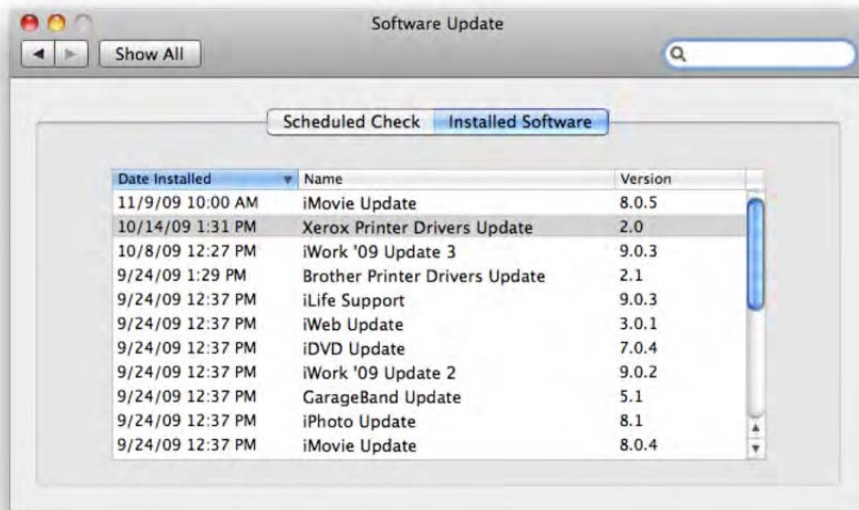 Software Update
Show All
Scheduled Check Installed Software
Date Installed Name Version
11/9/09 10:00 AM iMovie Update 8.0.5
10/14/09 1:31 PM Xerox Printer Drivers Update 2.0
10/8/09 12:27 PM iWork '09 Update 3 9.0.3
9/24/09 1:29 PM Brother Printer Drivers Update 2.1
9/24/09 12:37 PM iLife Support 9.0.3
9/24/09 12:37 PM iWeb Update 3.0.1
9/24/09 12:37 PM iDVD Update 7.0.4
9/24/09 12:37 PM iWork '09 Update 2 9.0.2
9/24/09 12:37 PM GarageBand Update 5.1
9/24/09 12:37 PM iPhoto Update 8.1
9/24/09 12:37 PM iMovie Update 8.0.4